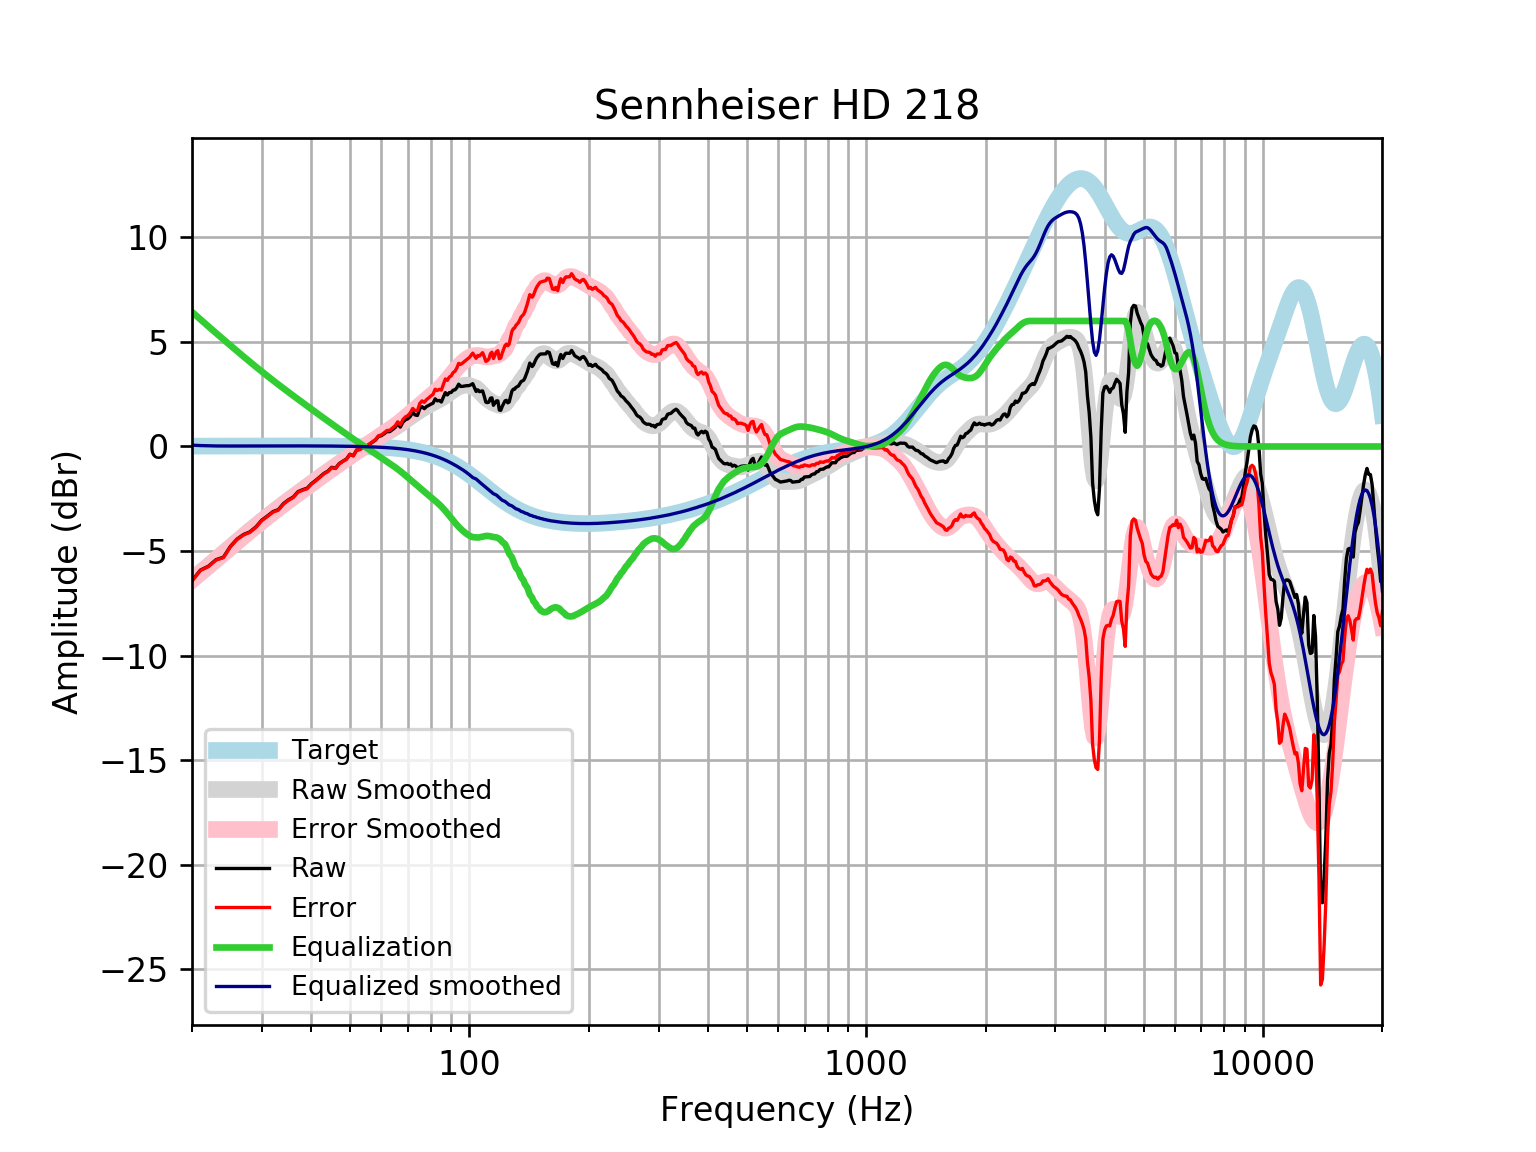 Sennheiser HD 218
Amplitude (dBr)
10
5
0
−5
−10
−15
−20
−25
Target
Raw Smoothed
Error Smoothed
Raw
Error
Equalization
Equalized smoothed
100
1000
10000
Frequency (Hz)